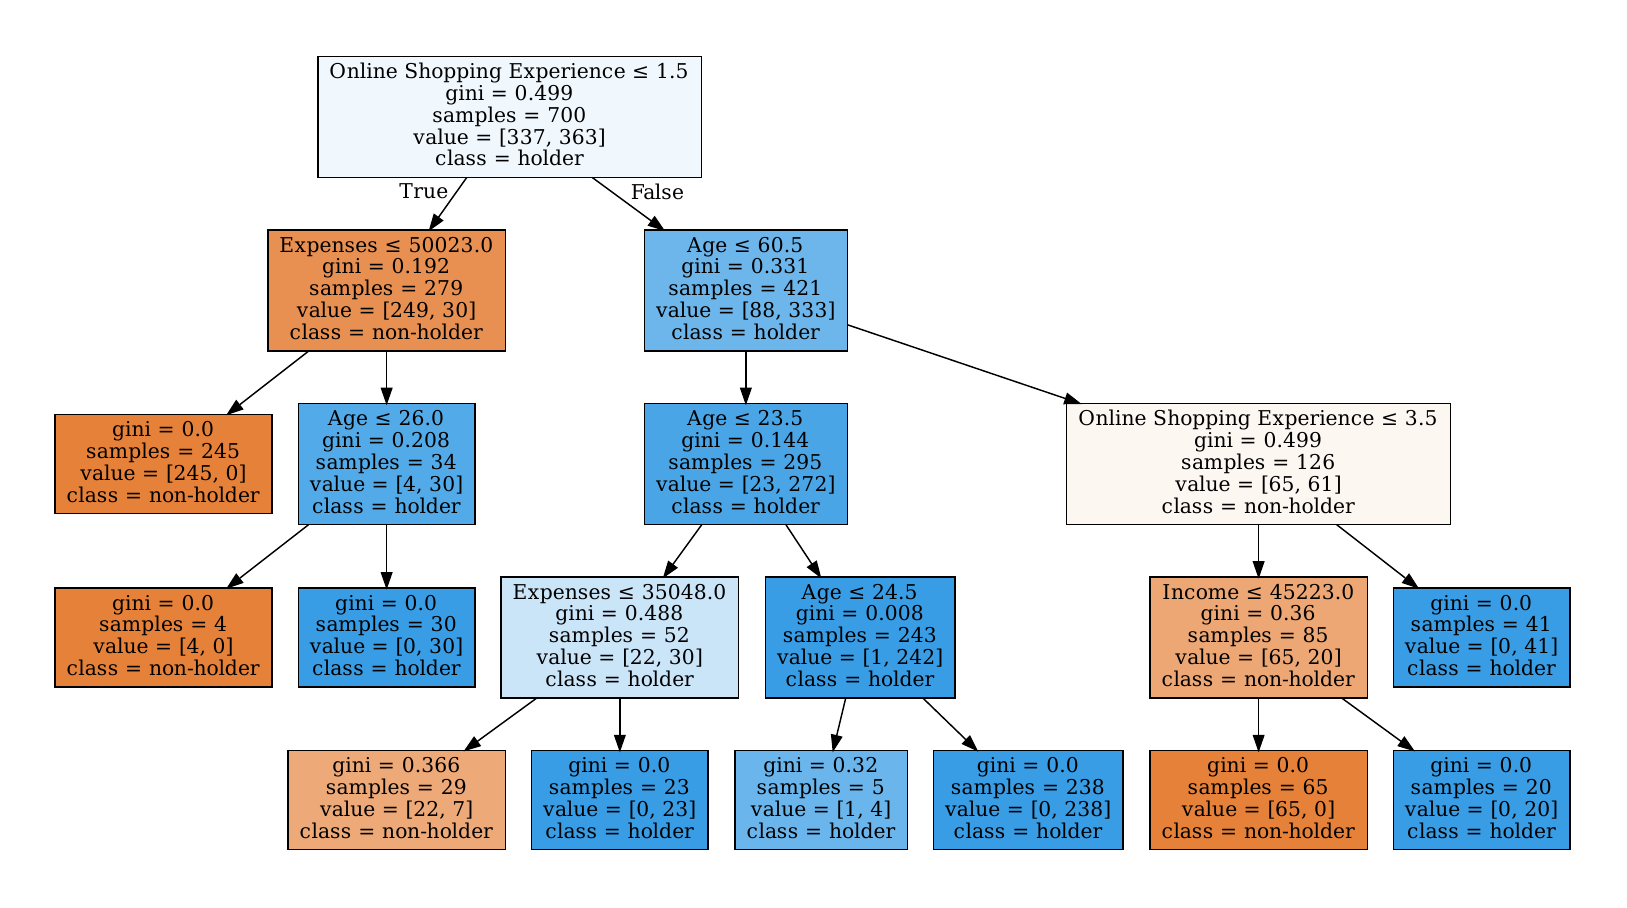 Online Shopping Experience ≤ 1.5
gini = 0.499
samples = 700
value = [337, 363]
class = holder
True
False
Expenses ≤ 50023.0
gini = 0.192
samples = 279
value = [249, 30]
class = non-holder
Age ≤ 60.5
gini = 0.331
samples = 421
value = [88, 333]
class = holder
gini = 0.0
samples = 245
value = [245, 0]
class = non-holder
Age ≤ 26.0
gini = 0.208
samples = 34
value = [4, 30]
class = holder
Age ≤ 23.5
gini = 0.144
samples = 295
value = [23, 272]
class = holder
Online Shopping Experience ≤ 3.5
gini = 0.499
samples = 126
value = [65, 61]
class = non-holder
gini = 0.0
samples = 4
value = [4, 0]
class = non-holder
gini = 0.0
samples = 30
value = [0, 30]
class = holder
Expenses ≤ 35048.0
gini = 0.488
samples = 52
value = [22, 30]
class = holder
Age ≤ 24.5
gini = 0.008
samples = 243
value = [1, 242]
class = holder
Income ≤ 45223.0
gini = 0.36
samples = 85
value = [65, 20]
class = non-holder
gini = 0.0
samples = 41
value = [0, 41]
class = holder
gini = 0.366
samples = 29
value = [22, 7]
class = non-holder
gini = 0.0
samples = 23
value = [0, 23]
class = holder
gini = 0.32
samples = 5
value = [1, 4]
class = holder
gini = 0.0
samples = 238
value = [0, 238]
class = holder
gini = 0.0
samples = 65
value = [65, 0]
class = non-holder
gini = 0.0
samples = 20
value = [0, 20]
class = holder